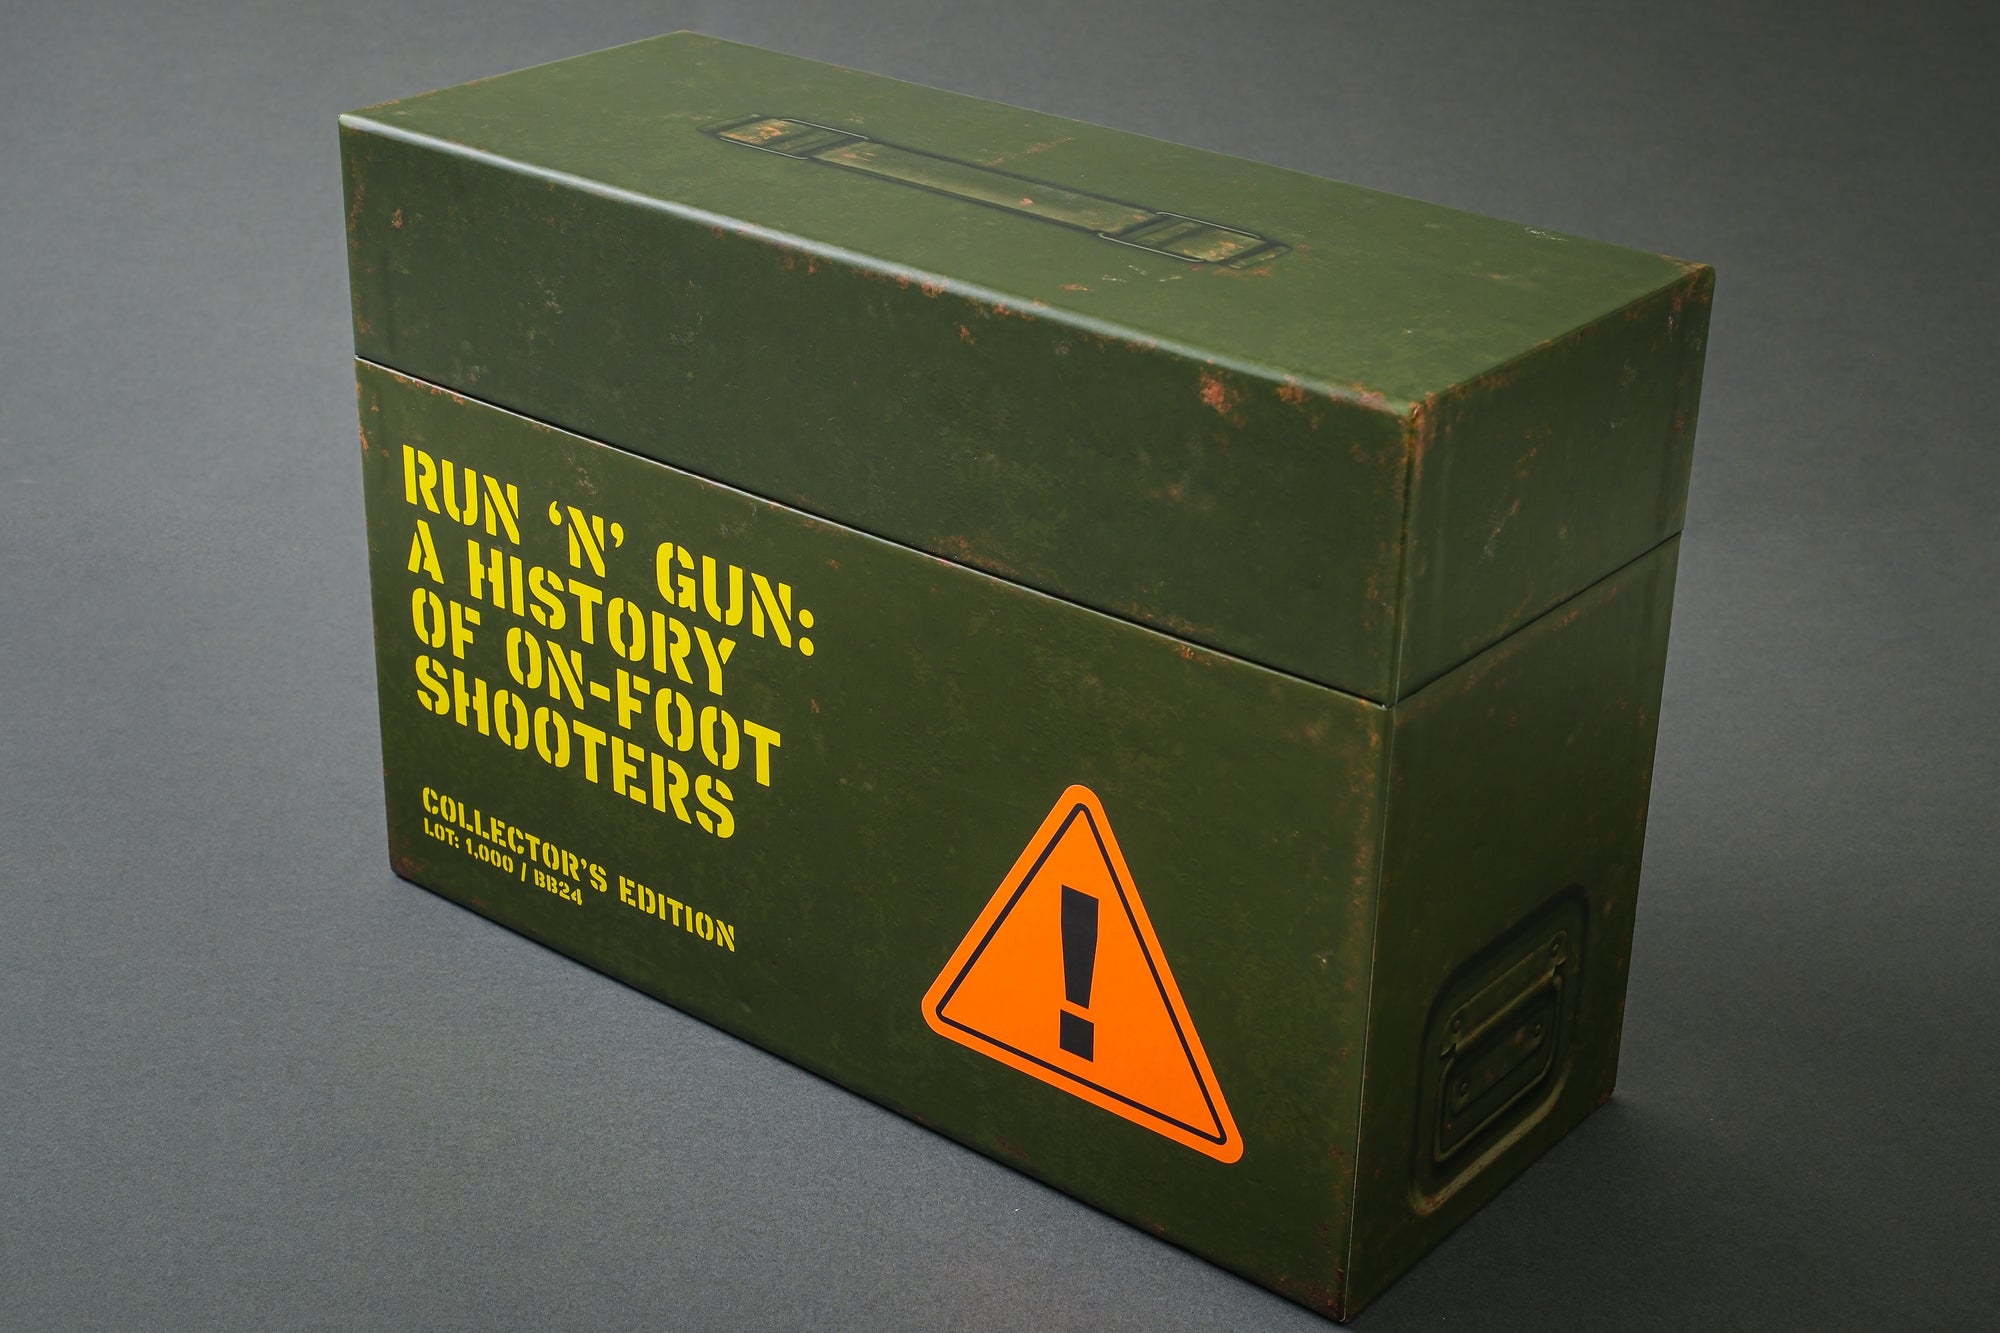 RUN ‘N’ GUN:
A HISTORY
OF ON-FOOT
SHOOTERS
COLLECTOR’S EDITION
LOT: 1,000 / BB24
!